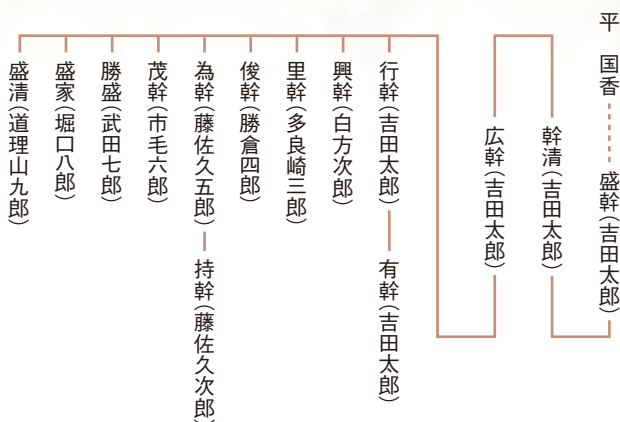 平　国香
盛幹（吉田太郎）
幹清（吉田太郎）
広幹（吉田太郎）
行幹（吉田太郎）
有幹（吉田太郎）
興幹（白方次郎）
里幹（多良崎三郎）
俊幹（勝倉四郎）
為幹（藤佐久五郎）
持幹（藤佐久次郎）
茂幹（市毛六郎）
勝盛（武田七郎）
盛家（堀口八郎）
盛清（道理山九郎）